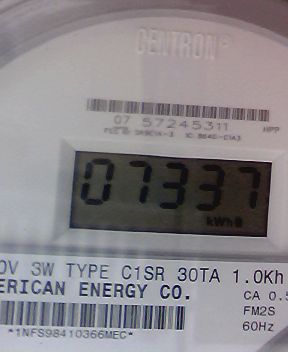 CENTRON®
07 57245311
HPP
07337
kWh
0V 3W TYPE C1SR 30TA 1.0Kh
ERICAN ENERGY CO.
CA 0.5
FM2S
60Hz
*1NFS98410366MEC*